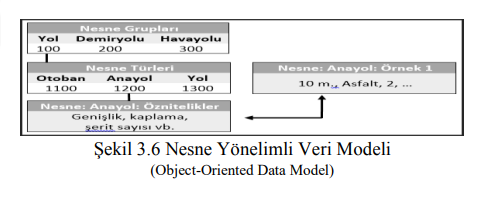 Nesne Grupları
Yol Demiryolu Havayolu
100 200 300
Nesne Türleri
Otoban Anayol Yol
1100 1200 1300
Nesne: Anayol: Öznitelikler
Genişlik, kaplama,
şerit sayısı vb.
Nesne: Anayol: Örnek 1
10 m., Asfalt, 2, ...
Şekil 3.6 Nesne Yönelimli Veri Modeli
(Object-Oriented Data Model)